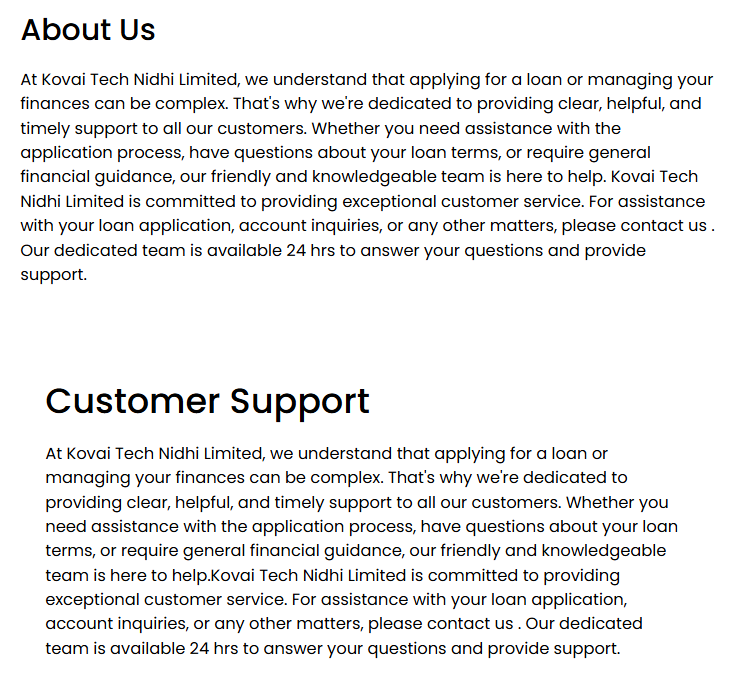 About Us
At Kovai Tech Nidhi Limited, we understand that applying for a loan or managing your
finances can be complex. That's why we're dedicated to providing clear, helpful, and
timely support to all our customers. Whether you need assistance with the
application process, have questions about your loan terms, or require general
financial guidance, our friendly and knowledgeable team is here to help. Kovai Tech
Nidhi Limited is committed to providing exceptional customer service. For assistance
with your loan application, account inquiries, or any other matters, please contact us .
Our dedicated team is available 24 hrs to answer your questions and provide
support.
Customer Support
At Kovai Tech Nidhi Limited, we understand that applying for a loan or
managing your finances can be complex. That's why we're dedicated to
providing clear, helpful, and timely support to all our customers. Whether you
need assistance with the application process, have questions about your loan
terms, or require general financial guidance, our friendly and knowledgeable
team is here to help.Kovai Tech Nidhi Limited is committed to providing
exceptional customer service. For assistance with your loan application,
account inquiries, or any other matters, please contact us . Our dedicated
team is available 24 hrs to answer your questions and provide support.